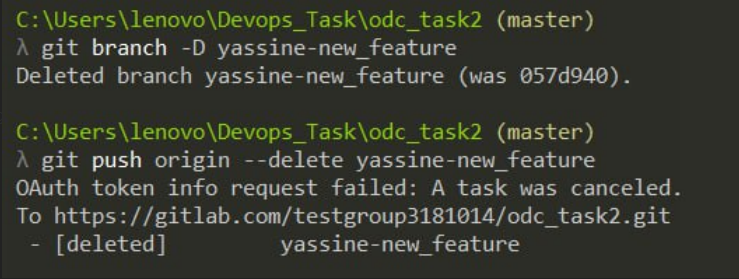 C:\Users\lenovo\Devops_Task\odc_task2 (master)
λ git branch -D yassine-new_feature
Deleted branch yassine-new_feature (was 057d940).
C:\Users\lenovo\Devops_Task\odc_task2 (master)
λ git push origin --delete yassine-new_feature
OAuth token info request failed: A task was canceled.
To https://gitlab.com/testgroup3181014/odc_task2.git
 - [deleted]         yassine-new_feature